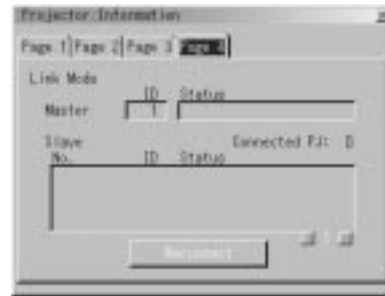 Projector Information
Page 1 Page 2 Page 3 Page 4
Link Mode
ID Status
Master 1
Slave Connected PJ: 0
No. ID Status
Reconnect